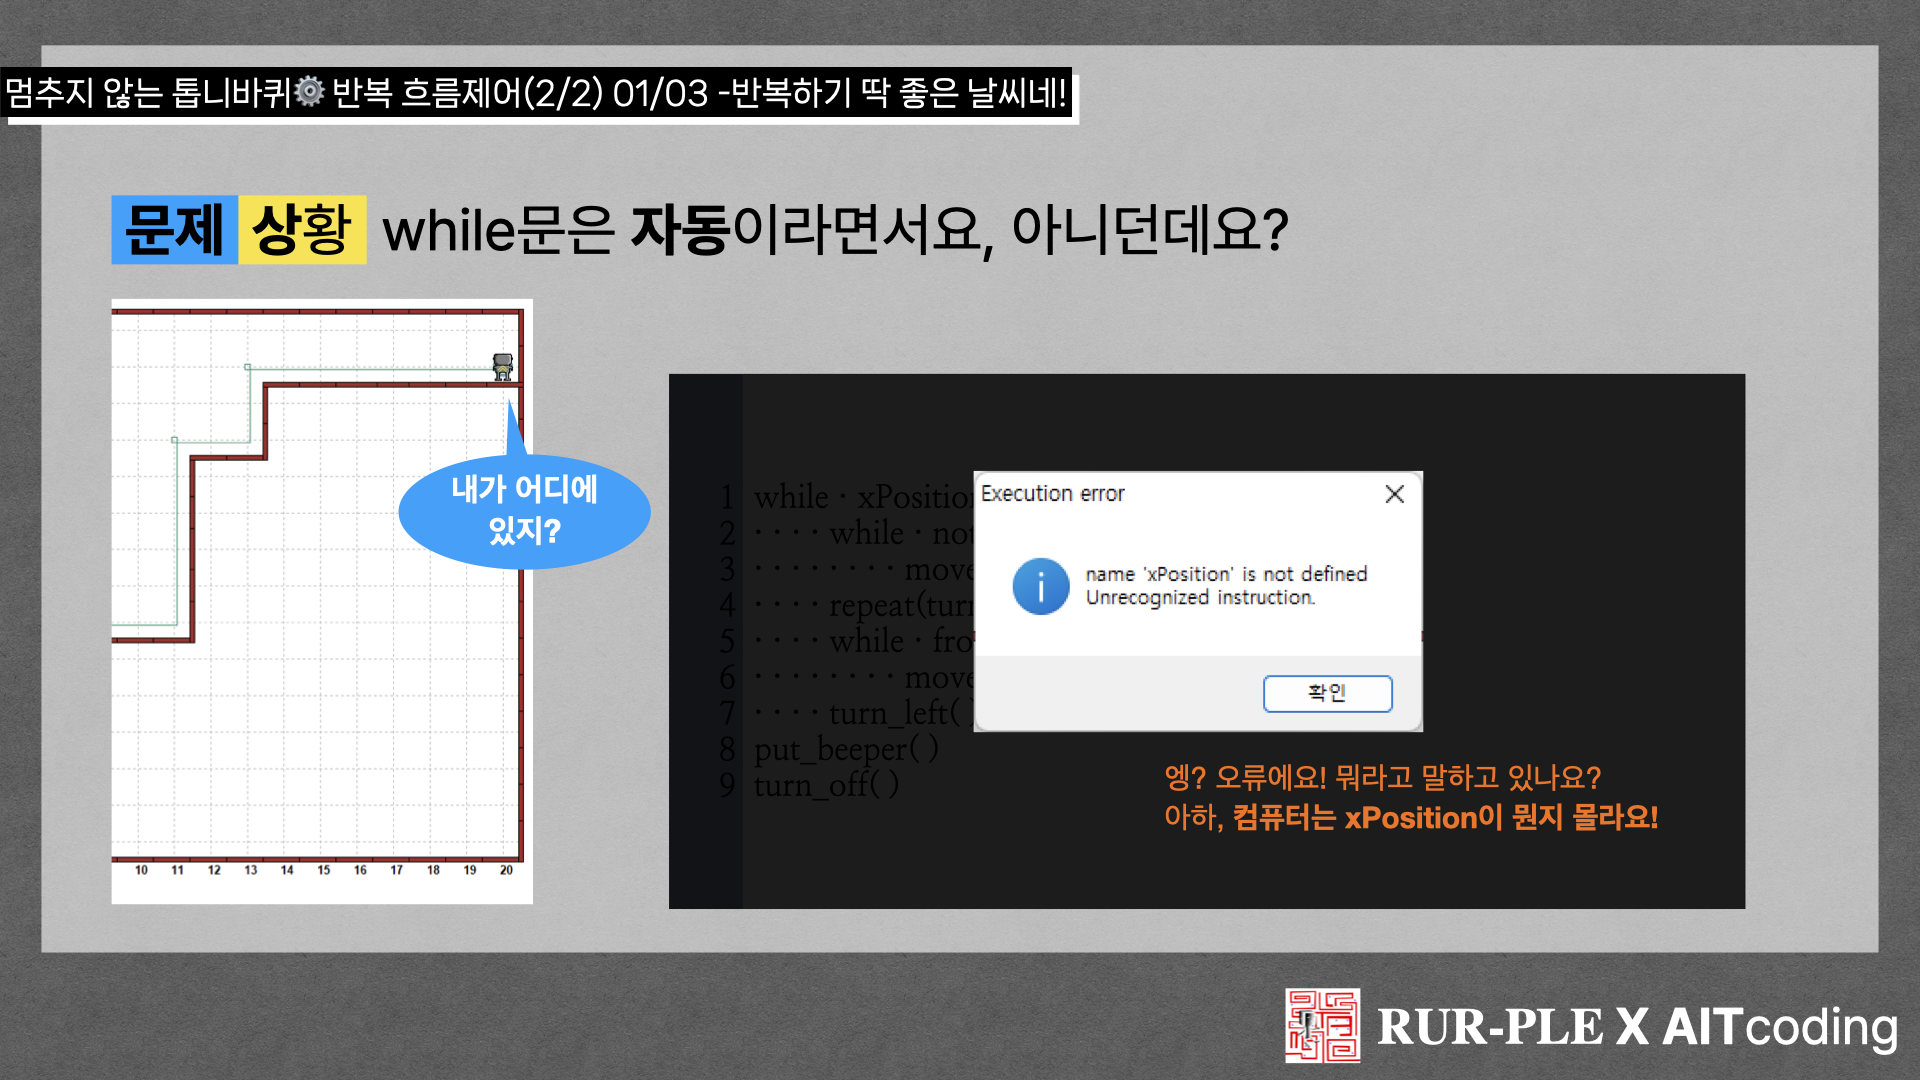 멈추지 않는 톱니바퀴⚙️ 반복 흐름제어(2/2) 01/03 -반복하기 딱 좋은 날씨네!
문제 상황 while문은 자동이라면서요, 아니던데요?
내가 어디에
있지?
10 11 12 13 14 15 16 17 18 19 20
1 while · xPosition
2 · · · · while · not
3 · · · · · · · · move
4 · · · · repeat(turn
5 · · · · while · fro
6 · · · · · · · · move
7 · · · · turn_left( )
8 put_beeper( )
9 turn_off( )
Execution error
name 'xPosition' is not defined
Unrecognized instruction.
확인
엥? 오류에요! 뭐라고 말하고 있나요?
아하, 컴퓨터는 xPosition이 뭔지 몰라요!
RUR-PLE X AITcoding